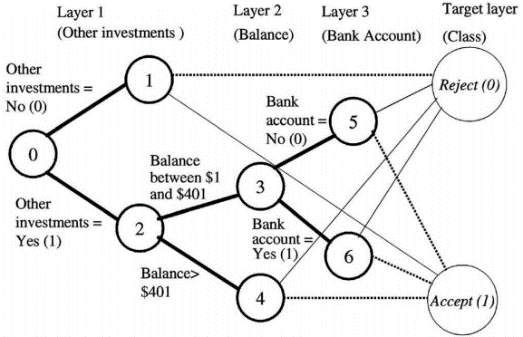 Layer 1
(Other investments )
Layer 2
(Balance)
Layer 3
(Bank Account)
Target layer
(Class)
Other
investments =
No (0)
1
Reject (0)
Bank
account =
No (0)
5
0
Balance
between $1
and $401
3
Other
investments =
Yes (1)
2
Bank
account =
Yes (1)
6
Balance>
$401
4
Accept (1)